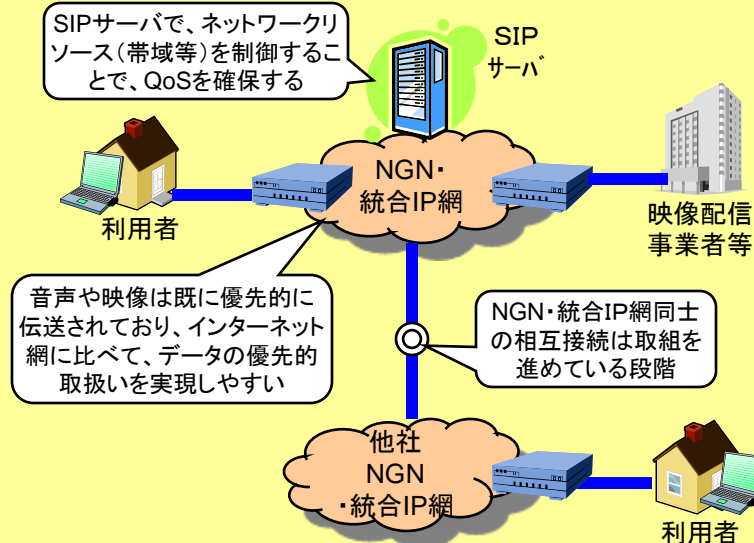 SIPサーバで、ネットワークリ
ソース（帯域等）を制御するこ
とで、QoSを確保する
SIP
ｻｰﾊﾞ
NGN・
統合IP網
利用者
映像配信
事業者等
音声や映像は既に優先的に
伝送されており、インターネット
網に比べて、データの優先的
取扱いを実現しやすい
NGN・統合IP網同士
の相互接続は取組を
進めている段階
他社
NGN
・統合IP網
利用者